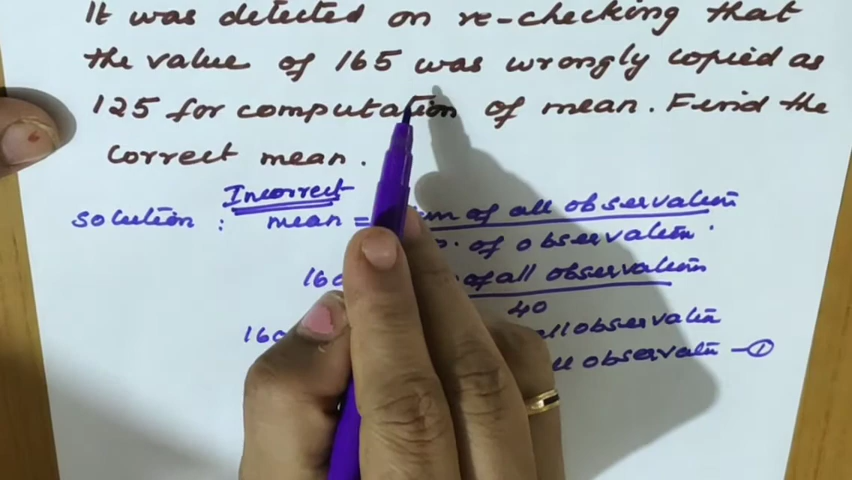 It was detected on re-checking that
the value of 165 was wrongly copied as
125 for computation of mean. Find the
correct mean.
Incorrect
solution : mean = of all observation
of observation.
160 of all observation
40
160 all observation
observatn - ①